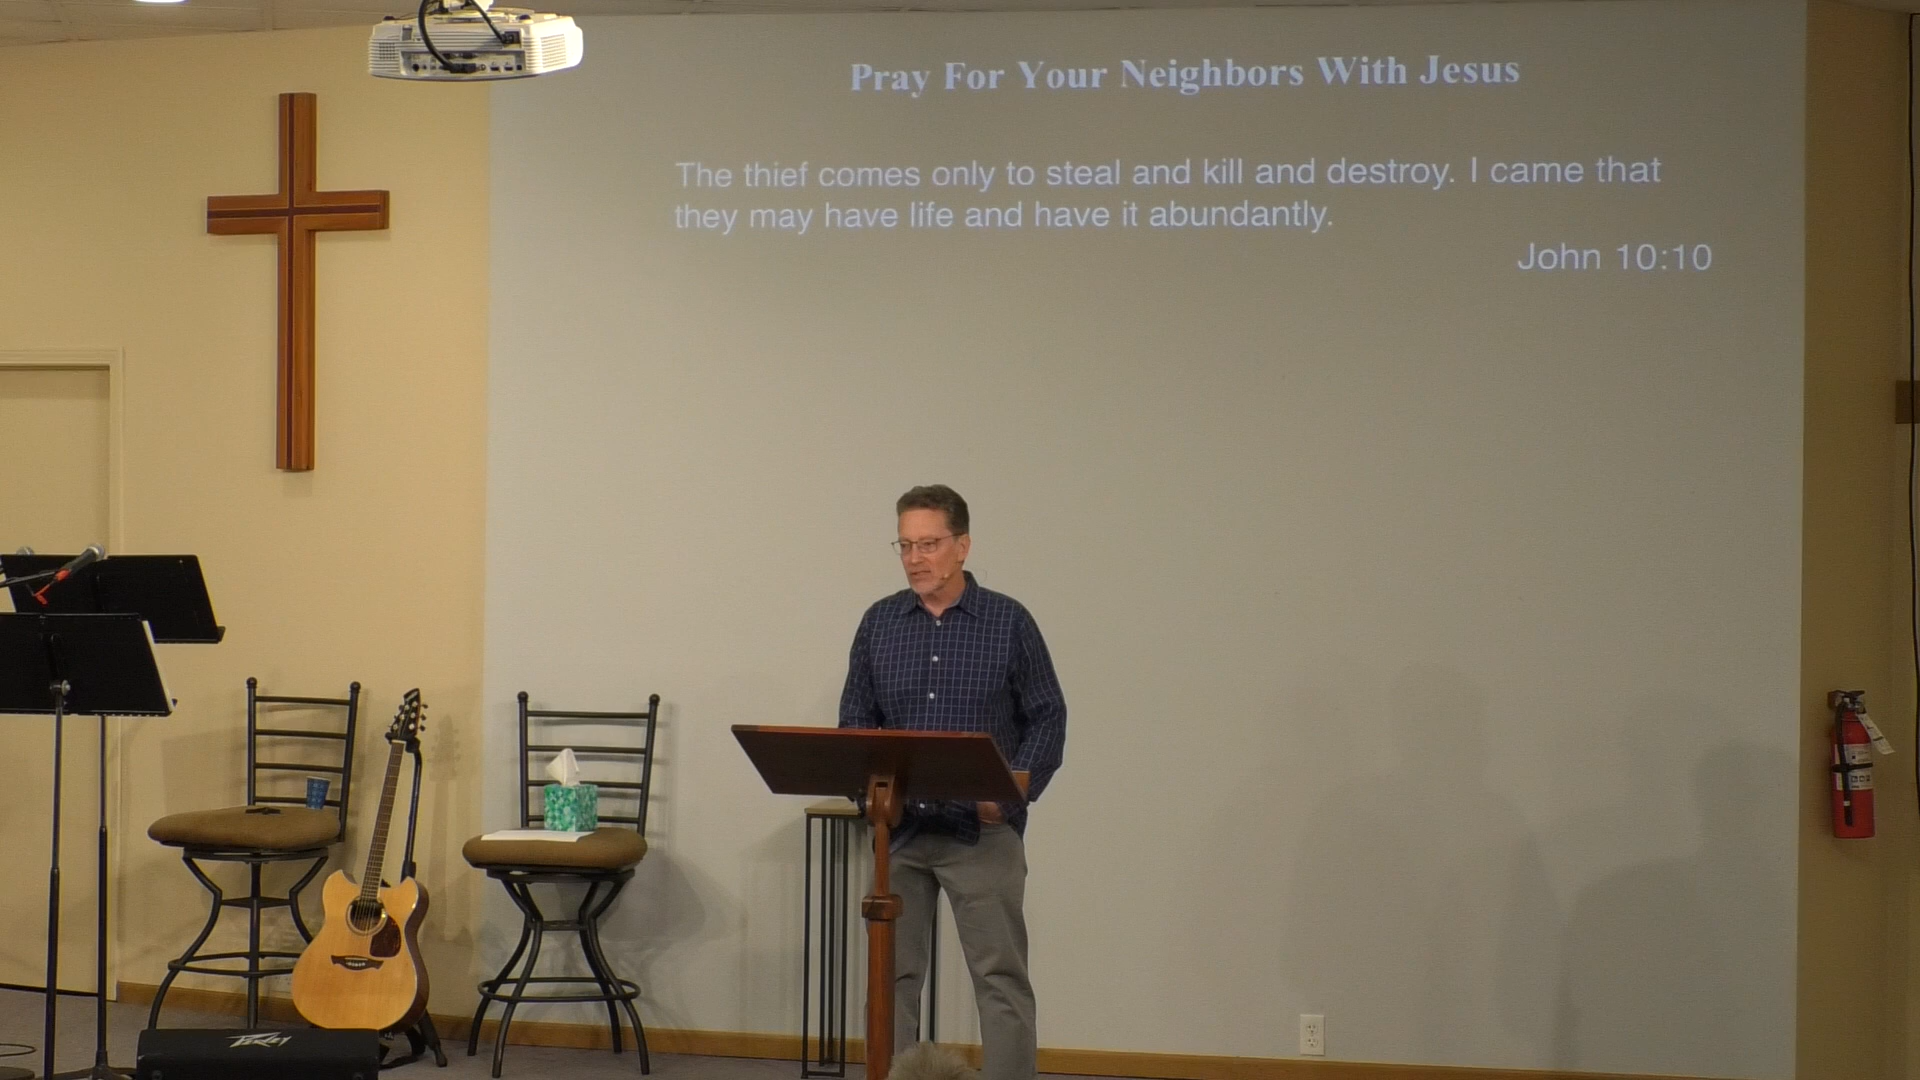 Pray For Your Neighbors With Jesus
The thief comes only to steal and kill and destroy. I came that
they may have life and have it abundantly.
John 10:10
Peavey